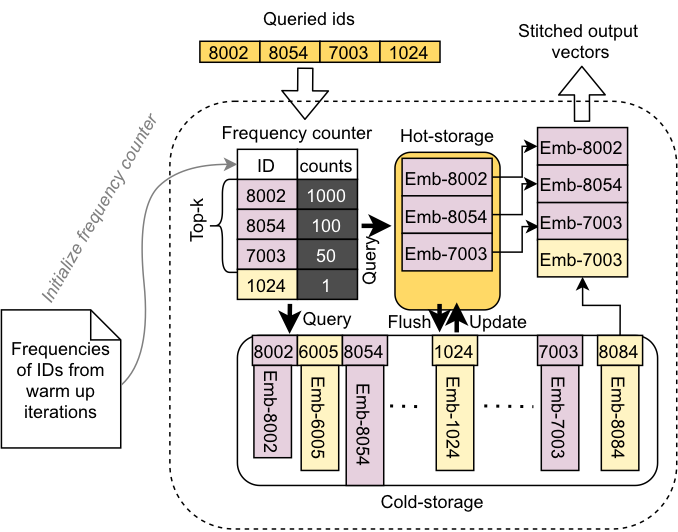 Queried ids
8002 8054 7003 1024
Stitched output
vectors
Initialize frequency counter
Frequency counter
ID counts
Top-k
8002 1000
8054 100
7003 50
1024 1
Query
Hot-storage
Emb-8002
Emb-8054
Emb-7003
Emb-8002
Emb-8054
Emb-7003
Emb-7003
Query
Flush
Update
Frequencies
of IDs from
warm up
iterations
8002 6005 8054 1024 7003 8084
Emb-8002
Emb-6005
Emb-8054
....
Emb-1024
......
Emb-7003
Emb-8084
Cold-storage